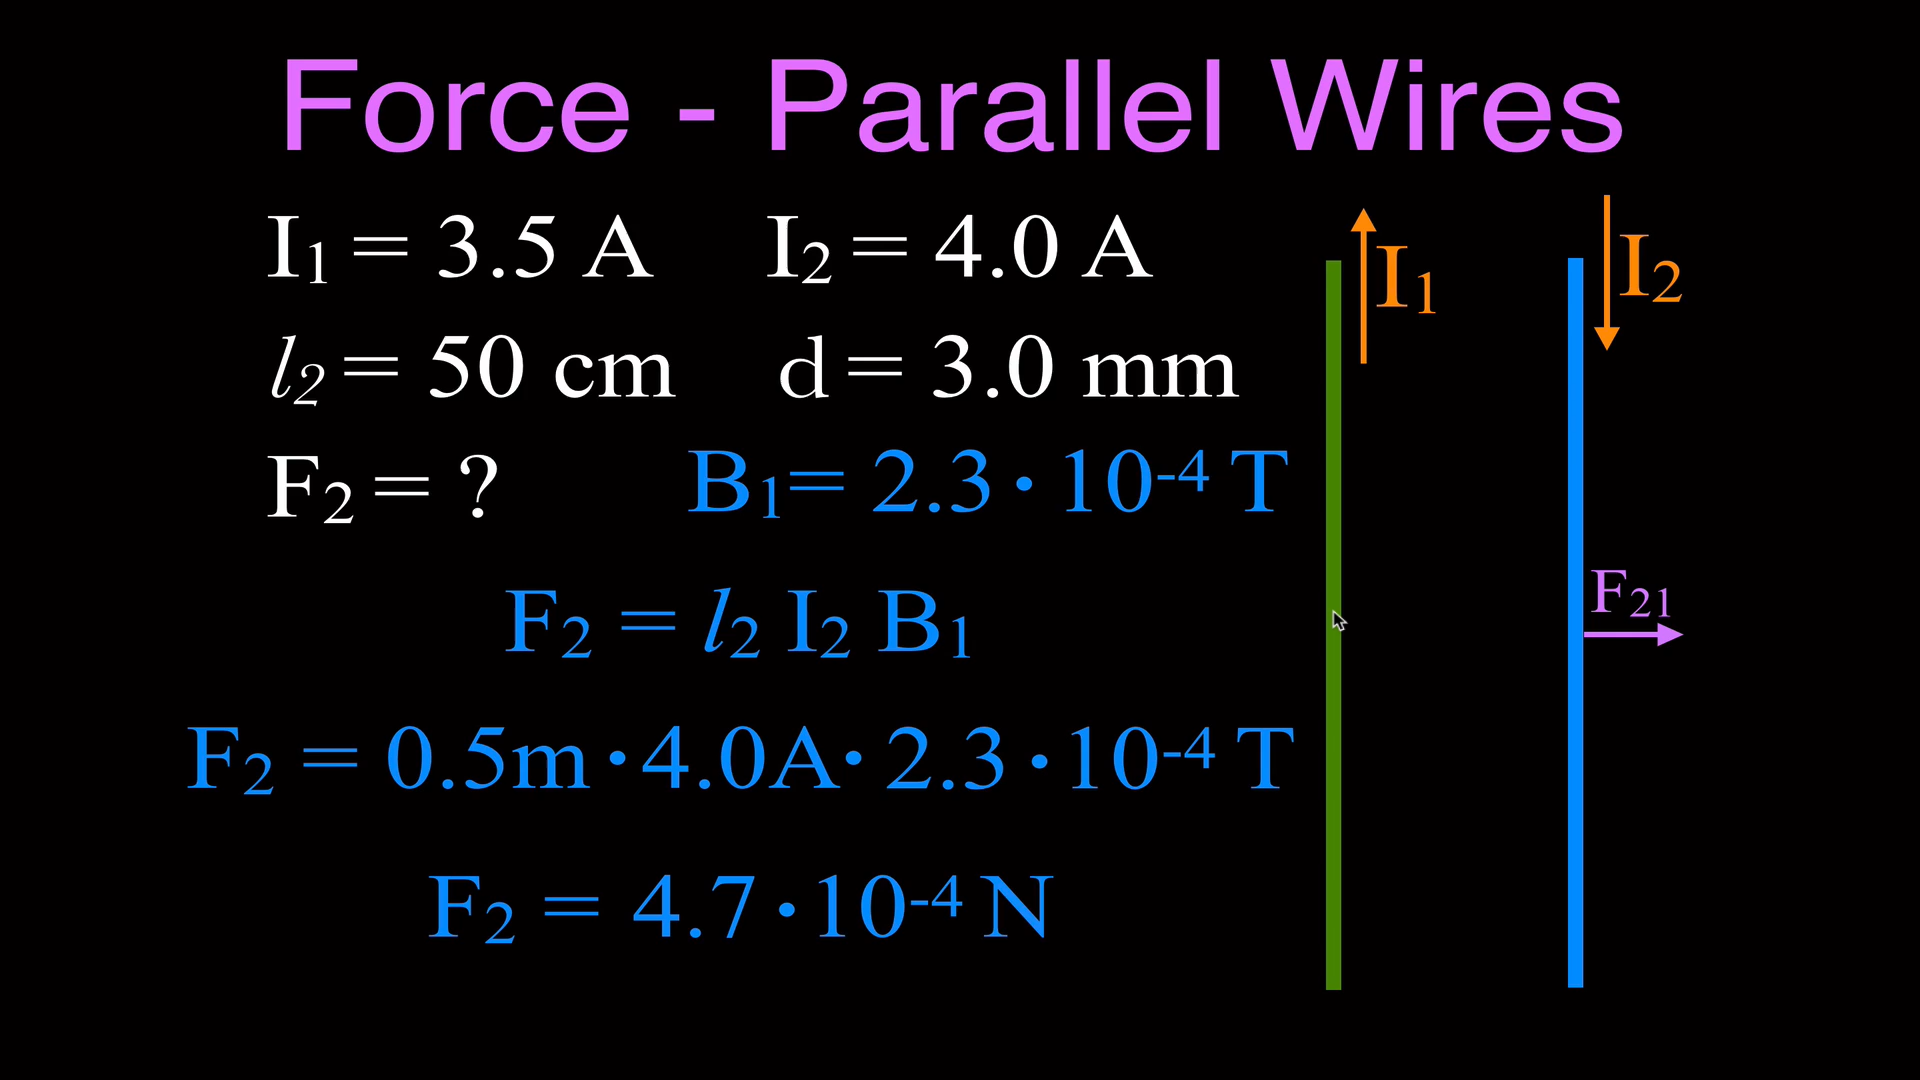 Force - Parallel Wires
I₁ = 3.5 A I₂ = 4.0 A
l₂ = 50 cm d = 3.0 mm
F₂ = ? B₁ = 2.3 · 10⁻⁴ T
F₂ = l₂ I₂ B₁
F₂ = 0.5m · 4.0A · 2.3 · 10⁻⁴ T
F₂ = 4.7 · 10⁻⁴ N
I₁
I₂
F₂₁